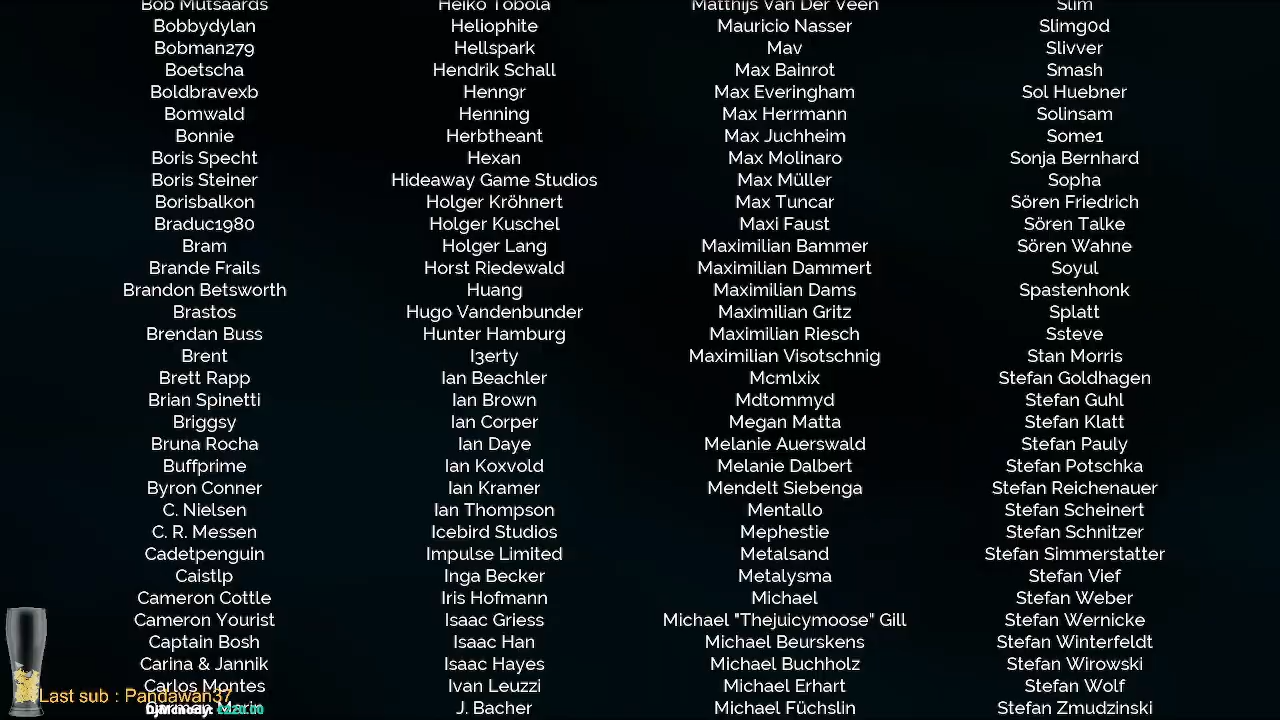 Bob Mutsaards
Bobbydylan
Bobman279
Boetscha
Boldbravexb
Bomwald
Bonnie
Boris Specht
Boris Steiner
Borisbalkon
Braduc1980
Bram
Brande Frails
Brandon Betsworth
Brastos
Brendan Buss
Brent
Brett Rapp
Brian Spinetti
Briggsy
Bruna Rocha
Buffprime
Byron Conner
C. Nielsen
C. R. Messen
Cadetpenguin
Caistlp
Cameron Cottle
Cameron Yourist
Captain Bosh
Carina & Jannik
Carlos Montes
Heiko Tobola
Heliophite
Hellspark
Hendrik Schall
Henn9r
Henning
Herbtheant
Hexan
Hideaway Game Studios
Holger Kröhnert
Holger Kuschel
Holger Lang
Horst Riedewald
Huang
Hugo Vandenbunder
Hunter Hamburg
I3erty
Ian Beachler
Ian Brown
Ian Corper
Ian Daye
Ian Koxvold
Ian Kramer
Ian Thompson
Icebird Studios
Impulse Limited
Inga Becker
Iris Hofmann
Isaac Griess
Isaac Han
Isaac Hayes
Ivan Leuzzi
J. Bacher
Matthijs Van Der Veen
Mauricio Nasser
Mav
Max Bainrot
Max Everingham
Max Herrmann
Max Juchheim
Max Molinaro
Max Müller
Max Tuncar
Maxi Faust
Maximilian Bammer
Maximilian Dammert
Maximilian Dams
Maximilian Gritz
Maximilian Riesch
Maximilian Visotschnig
Mcmlxix
Mdtommyd
Megan Matta
Melanie Auerswald
Melanie Dalbert
Mendelt Siebenga
Mentallo
Mephestie
Metalsand
Metalysma
Michael
Michael "Thejuicymoose" Gill
Michael Beurskens
Michael Buchholz
Michael Erhart
Michael Füchslin
Slim
Slimg0d
Slivver
Smash
Sol Huebner
Solinsam
Some1
Sonja Bernhard
Sopha
Sören Friedrich
Sören Talke
Sören Wahne
Soyul
Spastenhonk
Splatt
Ssteve
Stan Morris
Stefan Goldhagen
Stefan Guhl
Stefan Klatt
Stefan Pauly
Stefan Potschka
Stefan Reichenauer
Stefan Scheinert
Stefan Schnitzer
Stefan Simmerstatter
Stefan Vief
Stefan Weber
Stefan Wernicke
Stefan Winterfeldt
Stefan Wirowski
Stefan Wolf
Stefan Zmudzinski
Last sub : Pandawan37